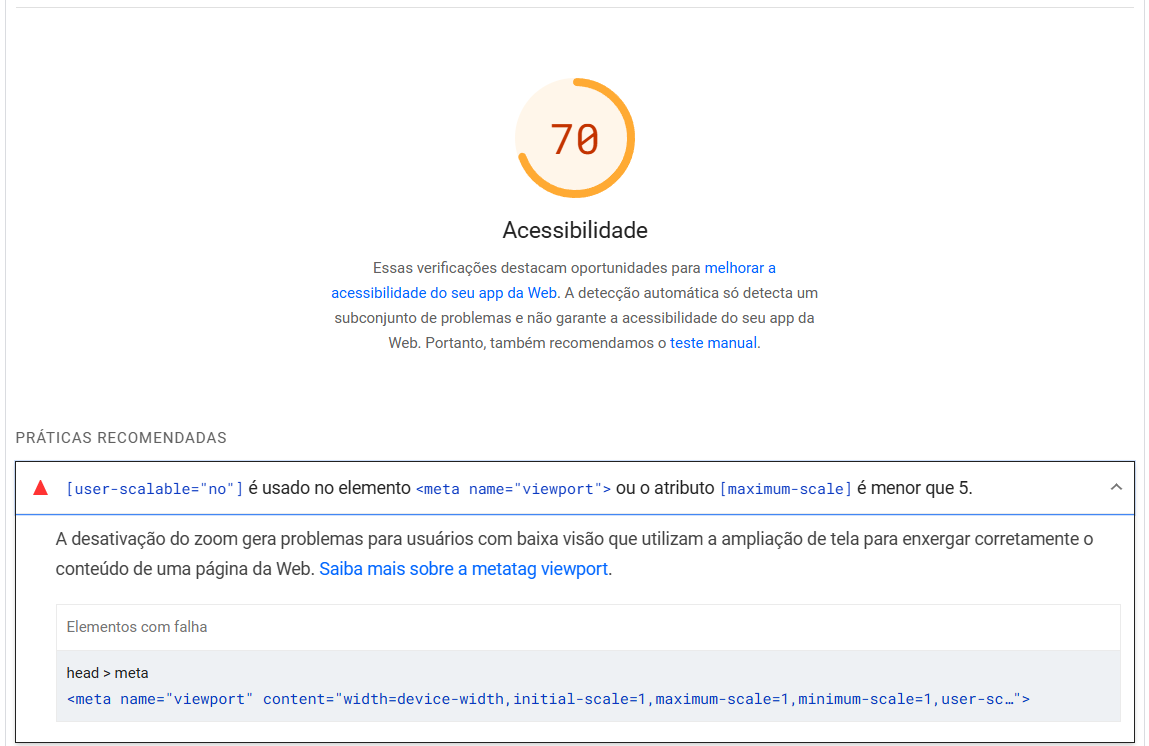 70
Acessibilidade
Essas verificações destacam oportunidades para melhorar a
acessibilidade do seu app da Web. A detecção automática só detecta um
subconjunto de problemas e não garante a acessibilidade do seu app da
Web. Portanto, também recomendamos o teste manual.
PRÁTICAS RECOMENDADAS
[user-scalable="no"] é usado no elemento <meta name="viewport"> ou o atributo [maximum-scale] é menor que 5.
A desativação do zoom gera problemas para usuários com baixa visão que utilizam a ampliação de tela para enxergar corretamente o
conteúdo de uma página da Web. Saiba mais sobre a metatag viewport.
Elementos com falha
head > meta
<meta name="viewport" content="width=device-width,initial-scale=1,maximum-scale=1,minimum-scale=1,user-sc…">